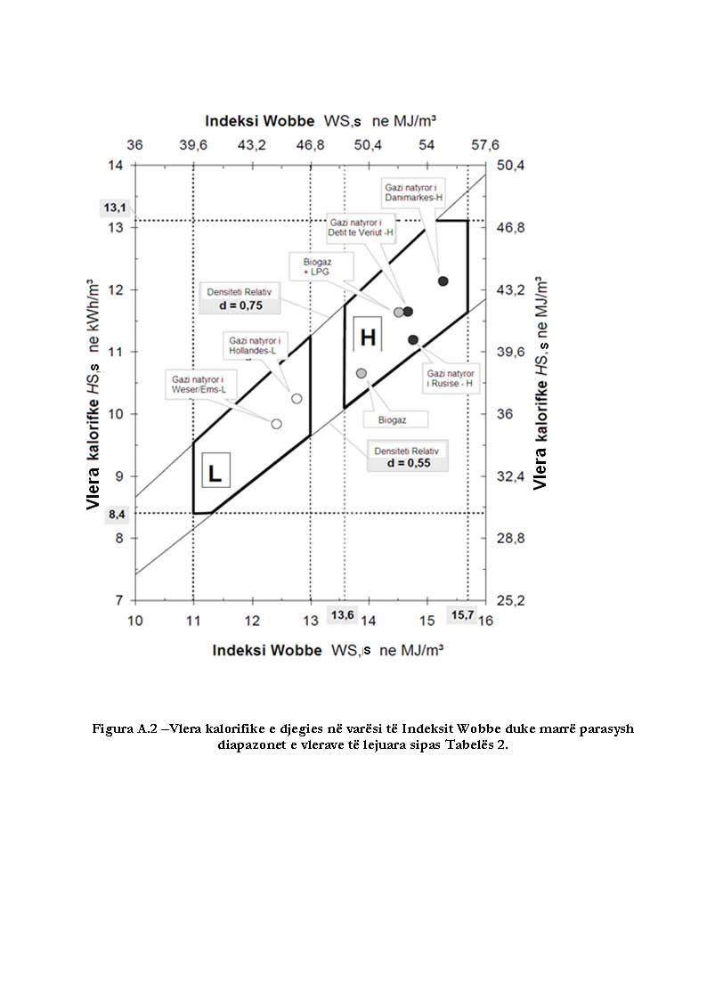 Indeksi Wobbe WS,s ne MJ/m³
36 39,6 43,2 46,8 50,4 54 57,6
14 50,4
Gazi natyror i
Danimarkes-H
13,1
Gazi natyror i
Detit te Veriut -H
13 46,8
Biogaz
+ LPG
12 43,2
Densiteti Relativ
d = 0,75
H
Gazi natyror i
Hollandes-L
11 39,6
Gazi natyror i
Weser/Ems-L
Gazi natyror
i Rusise - H
10 36
Biogaz
Densiteti Relativ
d = 0,55
L
9 32,4
8,4
8 28,8
7 25,2
10 11 12 13 13,6 14 15 15,7 16
Vlera kalorifke HS,s ne kWh/m³
Vlera kalorifke HS,s ne MJ/m³
Indeksi Wobbe WS,s ne MJ/m³
Figura A.2 –Vlera kalorifike e djegies në varësi të Indeksit Wobbe duke marrë parasysh
diapazonet e vlerave të lejuara sipas Tabelës 2.